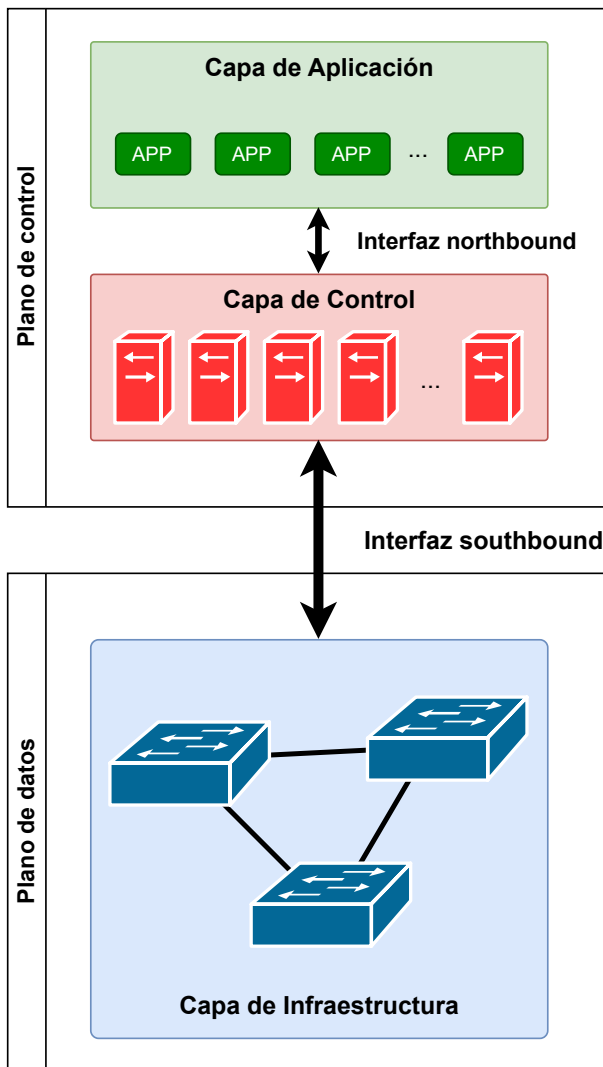 Plano de control
Capa de Aplicación
APP
APP
APP
...
APP
Interfaz northbound
Capa de Control
...
Interfaz southbound
Plano de datos
Capa de Infraestructura